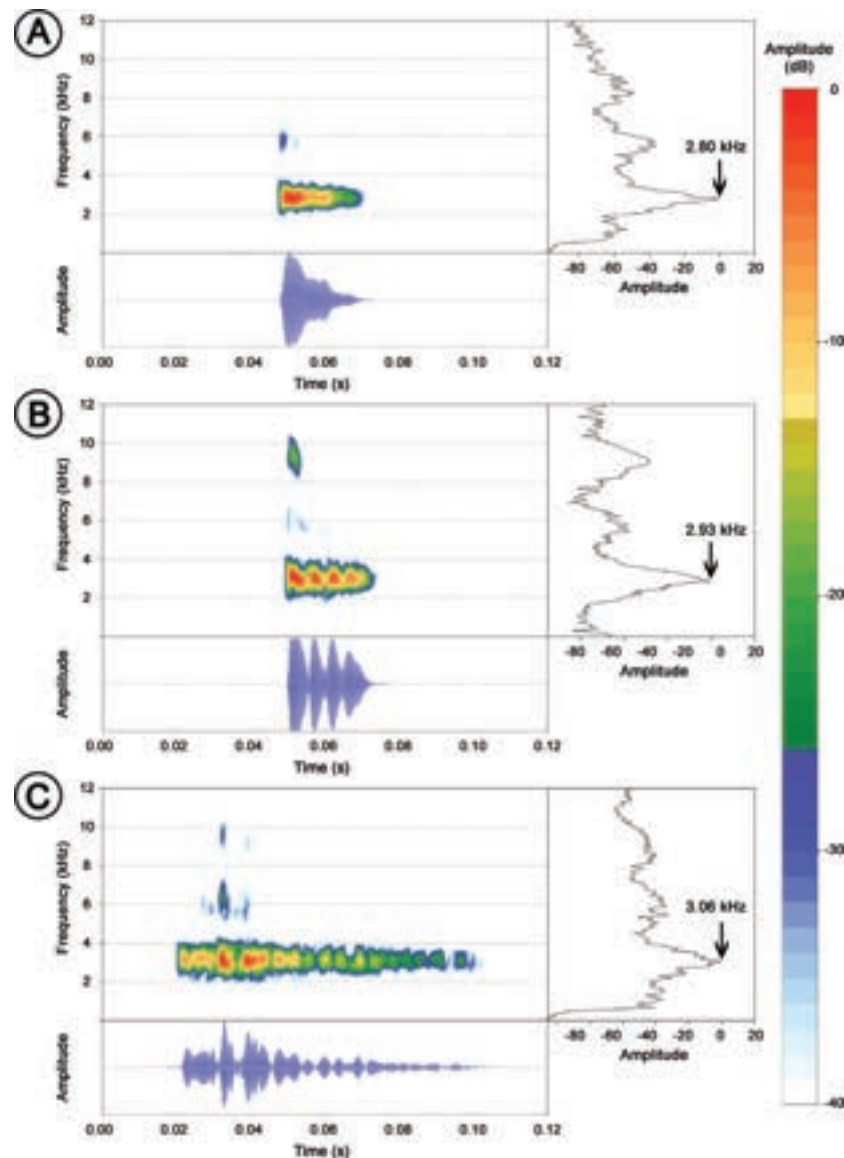 A
Frequency (kHz)
12
10
8
6
4
2
Amplitude
0.00 0.02 0.04 0.06 0.08 0.10 0.12
Time (s)
2.80 kHz
-80 -60 -40 -20 0 20
Amplitude
B
Frequency (kHz)
12
10
8
6
4
2
Amplitude
0.00 0.02 0.04 0.06 0.08 0.10 0.12
Time (s)
2.93 kHz
-80 -60 -40 -20 0 20
Amplitude
C
Frequency (kHz)
12
10
8
6
4
2
Amplitude
0.00 0.02 0.04 0.06 0.08 0.10 0.12
Time (s)
3.06 kHz
-80 -60 -40 -20 0 20
Amplitude
Amplitude
(dB)
0
-10
-20
-30
-40